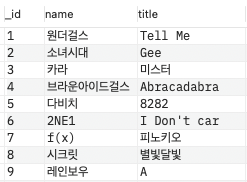 _id name title
1 원더걸스 Tell Me
2 소녀시대 Gee
3 카라 미스터
4 브라운아이드걸스 Abracadabra
5 다비치 8282
6 2NE1 I Don't car
7 f(x) 피노키오
8 시크릿 별빛달빛
9 레인보우 A